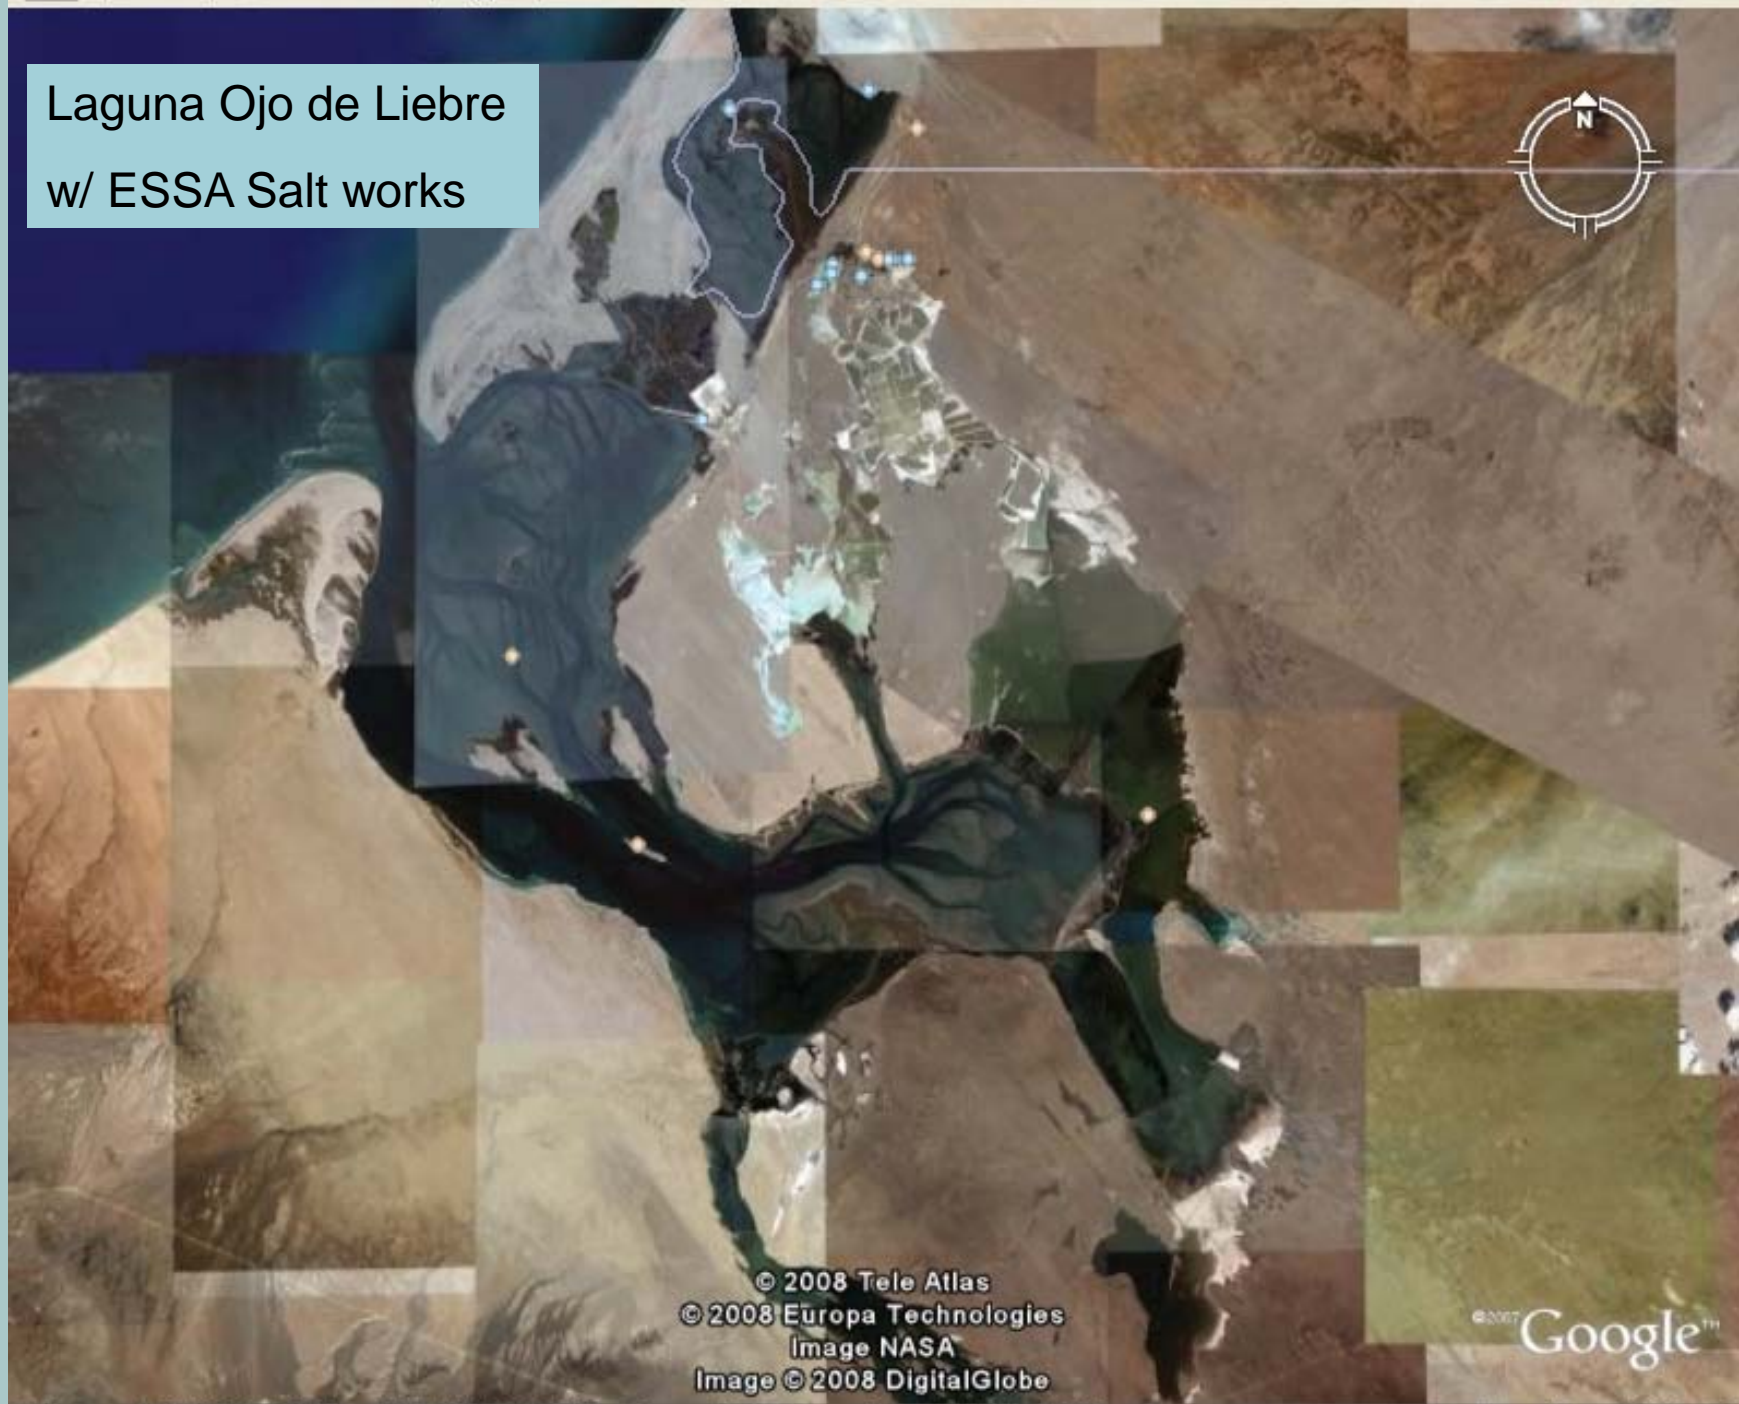 Laguna Ojo de Liebre
w/ ESSA Salt works
N
© 2008 Tele Atlas
© 2008 Europa Technologies
Image NASA
Image © 2008 DigitalGlobe
©2007 Google™